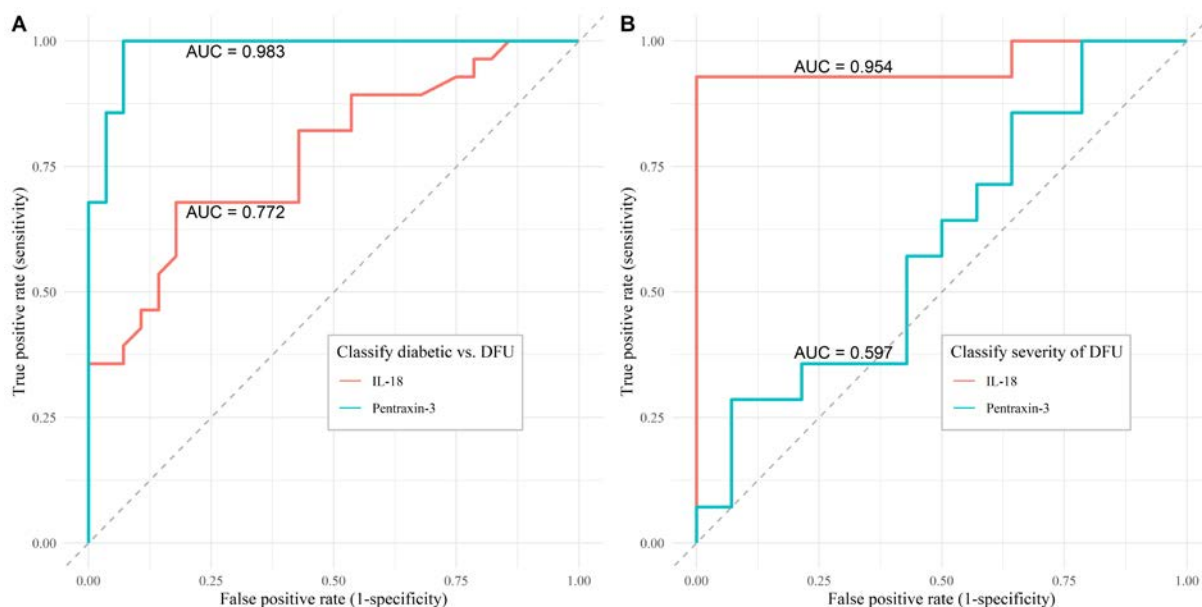 A
1.00
0.75
0.50
0.25
0.00
True positive rate (sensitivity)
AUC = 0.983
AUC = 0.772
Classify diabetic vs. DFU
IL-18
Pentraxin-3
0.00 0.25 0.50 0.75 1.00
False positive rate (1-specificity)
B
1.00
0.75
0.50
0.25
0.00
True positive rate (sensitivity)
AUC = 0.954
AUC = 0.597
Classify severity of DFU
IL-18
Pentraxin-3
0.00 0.25 0.50 0.75 1.00
False positive rate (1-specificity)